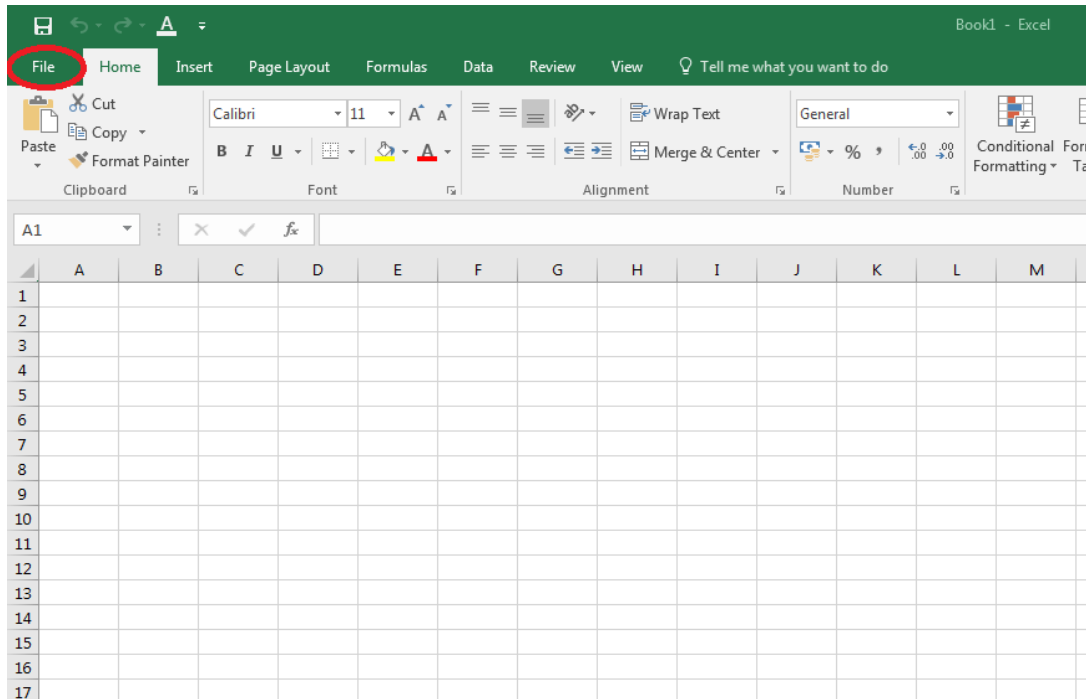 Book1 - Excel
File Home Insert Page Layout Formulas Data Review View Tell me what you want to do
Cut
Copy
Paste
Format Painter
Clipboard
Calibri 11
B I U
Font
Wrap Text
Merge & Center
Alignment
General
% ,
Number
Conditional
Formatting
A1
fx
A B C D E F G H I J K L M
1
2
3
4
5
6
7
8
9
10
11
12
13
14
15
16
17